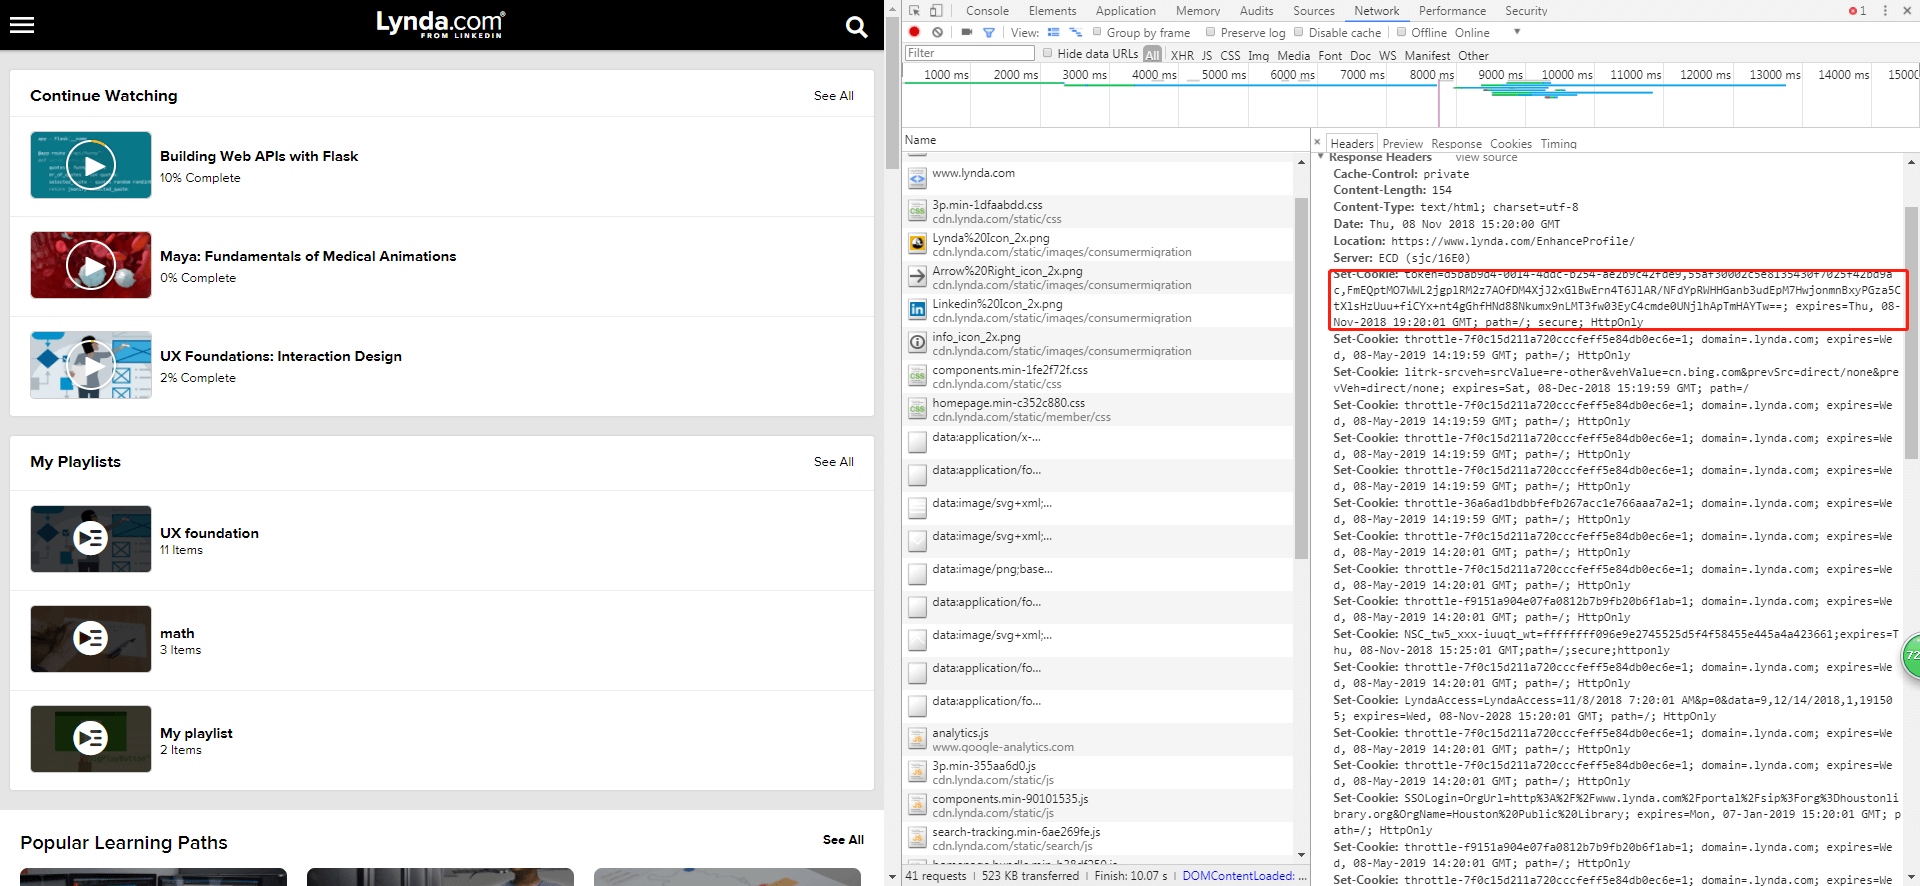 Lynda.com®
FROM LINKEDIN
Continue Watching
See All
Building Web APIs with Flask
10% Complete
Maya: Fundamentals of Medical Animations
0% Complete
UX Foundations: Interaction Design
2% Complete
My Playlists
See All
UX foundation
11 Items
math
3 Items
My playlist
2 Items
Popular Learning Paths
See All
Console Elements Application Memory Audits Sources Network Performance Security 1
View: Group by frame Preserve log Disable cache Offline Online
Filter Hide data URLs All XHR JS CSS Img Media Font Doc WS Manifest Other
1000 ms 2000 ms 3000 ms 4000 ms 5000 ms 6000 ms 7000 ms 8000 ms 9000 ms 10000 ms 11000 ms 12000 ms 13000 ms 14000 ms 1500
Name
www.lynda.com
3p.min-1dfaabdd.css
cdn.lynda.com/static/css
Lynda%20Icon_2x.png
cdn.lynda.com/static/images/consumermigration
Arrow%20Right_icon_2x.png
cdn.lynda.com/static/images/consumermigration
Linkedin%20Icon_2x.png
cdn.lynda.com/static/images/consumermigration
info_icon_2x.png
cdn.lynda.com/static/images/consumermigration
components.min-1fe2f72f.css
cdn.lynda.com/static/css
homepage.min-c352c880.css
cdn.lynda.com/static/member/css
data:application/x-...
data:application/fo...
data:image/svg+xml;...
data:image/svg+xml;...
data:image/png;base...
data:application/fo...
data:image/svg+xml;...
data:application/fo...
data:application/fo...
analytics.js
www.google-analytics.com
3p.min-355aa6d0.js
cdn.lynda.com/static/js
components.min-90101535.js
cdn.lynda.com/static/js
search-tracking.min-6ae269fe.js
cdn.lynda.com/static/search/js
41 requests | 523 KB transferred | Finish: 10.07 s | DOMContentLoaded: ...
× Headers Preview Response Cookies Timing
Response Headers view source
Cache-Control: private
Content-Length: 154
Content-Type: text/html; charset=utf-8
Date: Thu, 08 Nov 2018 15:20:00 GMT
Location: https://www.lynda.com/EnhanceProfile/
Server: ECD (sjc/16E0)
Set-Cookie: token=d5bab9d4-0014-4ddc-b254-ae2b9c42fde9,55af30002c5e8135430f7025f42bd9a
c,FmEQptMO7WWL2jgplRM2z7AOfDM4XjJ2xGlBwErn4T6JlAR/NFdYpRWHHGanb3udEpM7HwjonmnBxyPGza5C
tXlsHzUuu+fiCYx+nt4gGhfHNd88Nkumx9nLMT3fw03EyC4cmde0UNjlhApTmHAYTw==; expires=Thu, 08-
Nov-2018 19:20:01 GMT; path=/; secure; HttpOnly
Set-Cookie: throttle-7f0c15d211a720cccfeff5e84db0ec6e=1; domain=.lynda.com; expires=We
d, 08-May-2019 14:19:59 GMT; path=/; HttpOnly
Set-Cookie: litrk-srcveh=srcValue=re-other&vehValue=cn.bing.com&prevSrc=direct/none&pre
vVeh=direct/none; expires=Sat, 08-Dec-2018 15:19:59 GMT; path=/
Set-Cookie: throttle-7f0c15d211a720cccfeff5e84db0ec6e=1; domain=.lynda.com; expires=We
d, 08-May-2019 14:19:59 GMT; path=/; HttpOnly
Set-Cookie: throttle-7f0c15d211a720cccfeff5e84db0ec6e=1; domain=.lynda.com; expires=We
d, 08-May-2019 14:19:59 GMT; path=/; HttpOnly
Set-Cookie: throttle-7f0c15d211a720cccfeff5e84db0ec6e=1; domain=.lynda.com; expires=We
d, 08-May-2019 14:19:59 GMT; path=/; HttpOnly
Set-Cookie: throttle-36a6ad1bdbbfefb267acc1e766aaa7a2=1; domain=.lynda.com; expires=We
d, 08-May-2019 14:19:59 GMT; path=/; HttpOnly
Set-Cookie: throttle-7f0c15d211a720cccfeff5e84db0ec6e=1; domain=.lynda.com; expires=We
d, 08-May-2019 14:20:01 GMT; path=/; HttpOnly
Set-Cookie: throttle-7f0c15d211a720cccfeff5e84db0ec6e=1; domain=.lynda.com; expires=We
d, 08-May-2019 14:20:01 GMT; path=/; HttpOnly
Set-Cookie: throttle-f9151a904e07fa0812b7b9fb20b6f1ab=1; domain=.lynda.com; expires=We
d, 08-May-2019 14:20:01 GMT; path=/; HttpOnly
Set-Cookie: NSC_tw5_xxx-iuuqt_wt=ffffffff096e9e2745525d5f4f58455e445a4a423661;expires=T
hu, 08-Nov-2018 15:25:01 GMT;path=/;secure;httponly
Set-Cookie: throttle-7f0c15d211a720cccfeff5e84db0ec6e=1; domain=.lynda.com; expires=We
d, 08-May-2019 14:20:01 GMT; path=/; HttpOnly
Set-Cookie: LyndaAccess=LyndaAccess=11/8/2018 7:20:01 AM&p=0&data=9,12/14/2018,1,19150
5; expires=Wed, 08-Nov-2028 15:20:01 GMT; path=/; HttpOnly
Set-Cookie: throttle-7f0c15d211a720cccfeff5e84db0ec6e=1; domain=.lynda.com; expires=We
d, 08-May-2019 14:20:01 GMT; path=/; HttpOnly
Set-Cookie: throttle-7f0c15d211a720cccfeff5e84db0ec6e=1; domain=.lynda.com; expires=We
d, 08-May-2019 14:20:01 GMT; path=/; HttpOnly
Set-Cookie: SSOLogin=OrgUrl=http%3A%2F%2Fwww.lynda.com%2Fportal%2Fsip%3Forg%3Dhoustonli
brary.org&OrgName=Houston%20Public%20Library; expires=Mon, 07-Jan-2019 15:20:01 GMT; p
ath=/; HttpOnly
Set-Cookie: throttle-f9151a904e07fa0812b7b9fb20b6f1ab=1; domain=.lynda.com; expires=We
d, 08-May-2019 14:20:01 GMT; path=/; HttpOnly
Set-Cookie: throttle-7f0c15d211a720cccfeff5e84db0ec6e=1; domain=.lynda.com; expires=We
72